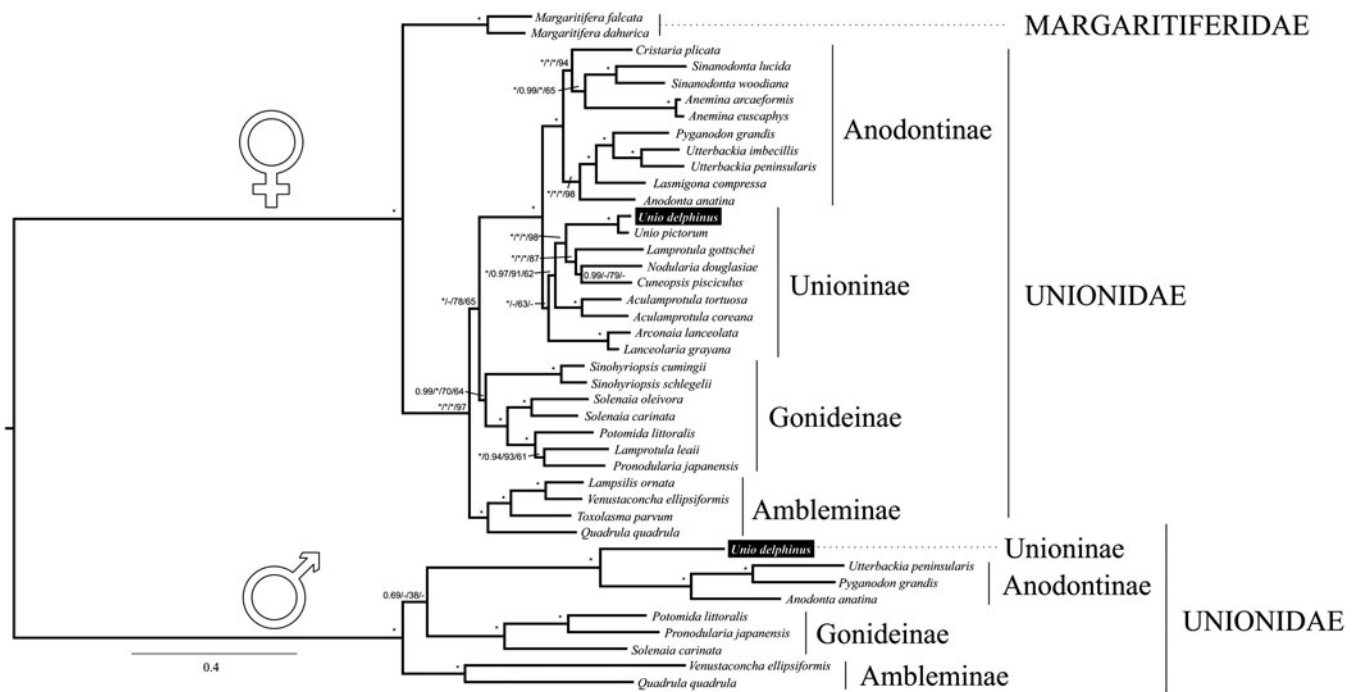 Margaritifera falcata
Margaritifera dahurica
MARGARITIFERIDAE
Cristaria plicata
*/*/*/94
Sinanodonta lucida
*/0.99/*/65
Sinanodonta woodiana
Anemina arcaeformis
Anemina euscaphys
Anodontinae
Pyganodon grandis
Utterbackia imbecillis
Utterbackia peninsularis
Lasmigona compressa
*/*/*/98
Anodonta anatina
Unio delphinus
Unio pictorum
*/*/*/98
Lamprotula gottschei
*/*/*/87
Nodularia douglasiae
*/0.97/91/62
0.99/-/79/-
Cuneopsis pisciculus
Unioninae
Aculamprotula tortuosa
*/-/78/65
*/-/63/-
Aculamprotula coreana
UNIONIDAE
Arconaia lanceolata
Lanceolaria grayana
Sinohyriopsis cumingii
Sinohyriopsis schlegelii
0.99/*/70/64
Solenaia oleivora
*/*/*/97
Solenaia carinata
Gonideinae
Potomida littoralis
Lamprotula leaii
*/0.94/93/61
Pronodularia japanensis
Lampsilis ornata
Venustaconcha ellipsiformis
Ambleminae
Toxolasma parvum
Quadrula quadrula
Unio delphinus
Unioninae
Utterbackia peninsularis
Pyganodon grandis
Anodontinae
0.69/-/38/-
Anodonta anatina
Potomida littoralis
Pronodularia japanensis
Gonideinae
UNIONIDAE
Solenaia carinata
0.4
Venustaconcha ellipsiformis
Ambleminae
Quadrula quadrula